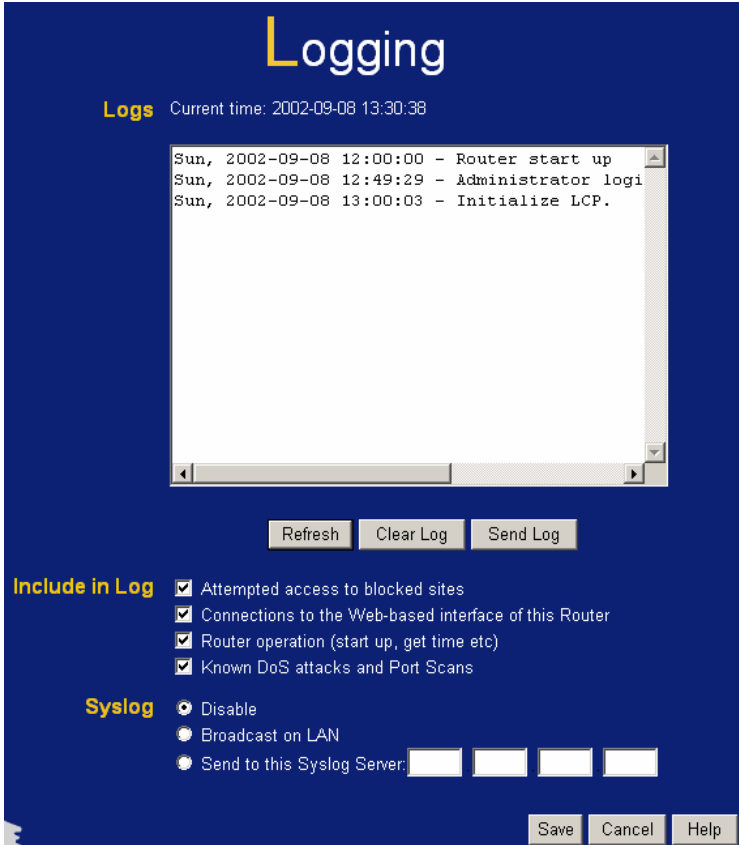 Logging
Logs Current time: 2002-09-08 13:30:38
Sun, 2002-09-08 12:00:00 - Router start up
Sun, 2002-09-08 12:49:29 - Administrator logi
Sun, 2002-09-08 13:00:03 - Initialize LCP.
Refresh Clear Log Send Log
Include in Log Attempted access to blocked sites
Connections to the Web-based interface of this Router
Router operation (start up, get time etc)
Known DoS attacks and Port Scans
Syslog Disable
Broadcast on LAN
Send to this Syslog Server: . . .
Save Cancel Help